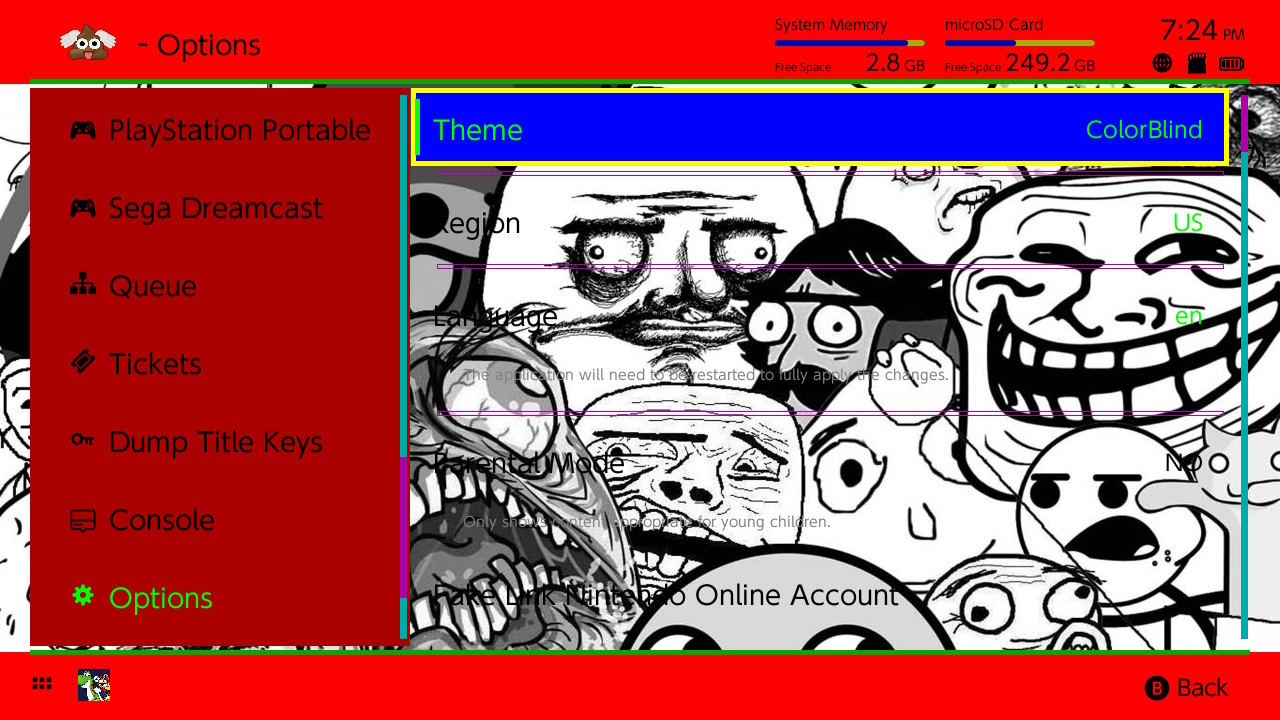 - Options
System Memory
Free Space 2.8 GB
microSD Card
Free Space 249.2 GB
7:24 PM
PlayStation Portable
Sega Dreamcast
Queue
Tickets
Dump Title Keys
Console
Options
Theme ColorBlind
Region US
Language en
The application will need to be restarted to fully apply the changes.
Parental Mode No
Only shows content appropriate for young children.
Fake Link Nintendo Online Account
B Back